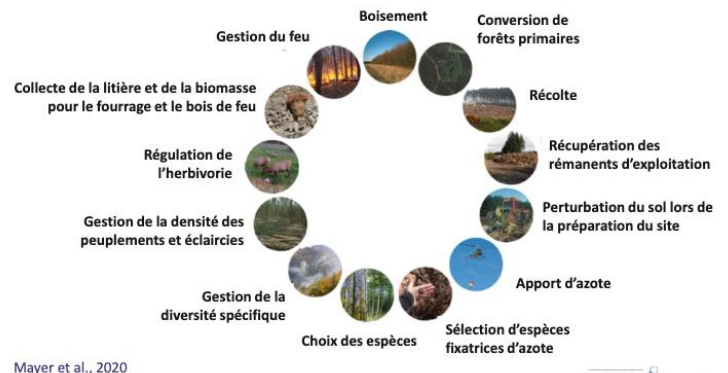 Boisement
Conversion de
forêts primaires
Récolte
Récupération des
rémanents d'exploitation
Perturbation du sol lors de
la préparation du site
Apport d'azote
Sélection d'espèces
fixatrices d'azote
Choix des espèces
Gestion de la
diversité spécifique
Gestion de la densité des
peuplements et éclaircies
Régulation de
l'herbivorie
Collecte de la litière et de la biomasse
pour le fourrage et le bois de feu
Gestion du feu
Mayer et al., 2020